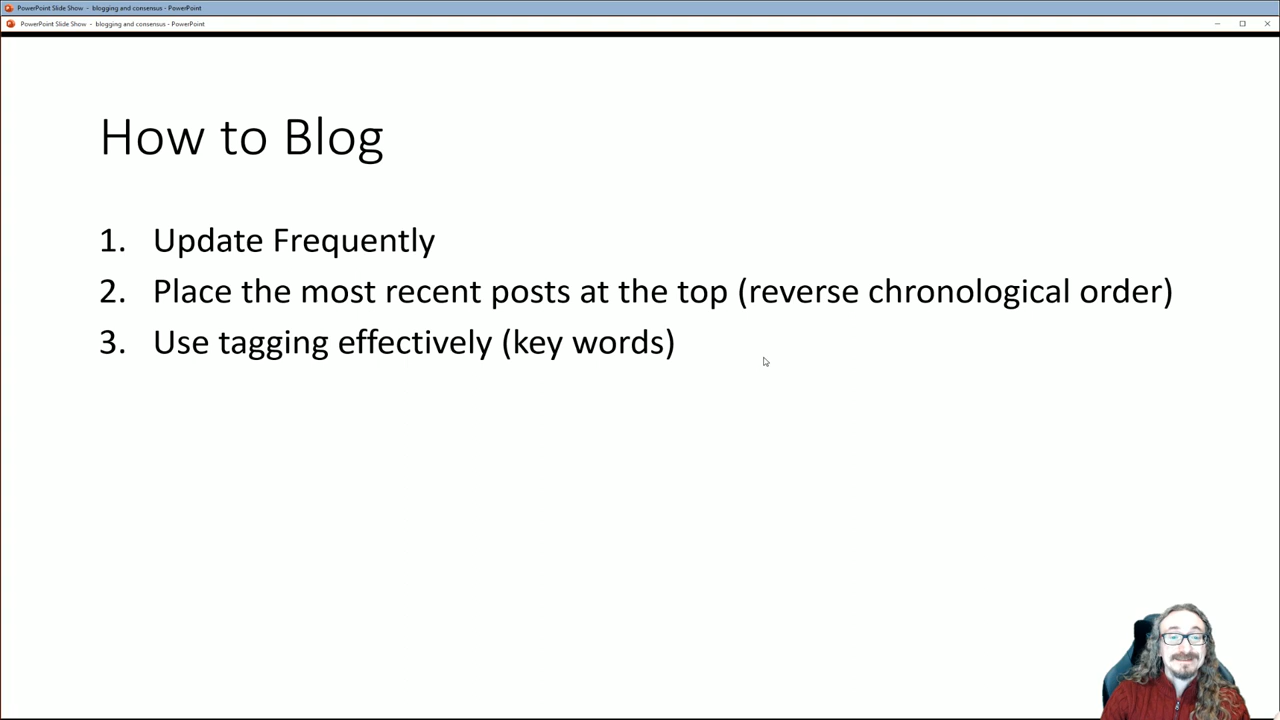 PowerPoint Slide Show - blogging and consensus - PowerPoint
PowerPoint Slide Show - blogging and consensus - PowerPoint
How to Blog
1. Update Frequently
2. Place the most recent posts at the top (reverse chronological order)
3. Use tagging effectively (key words)